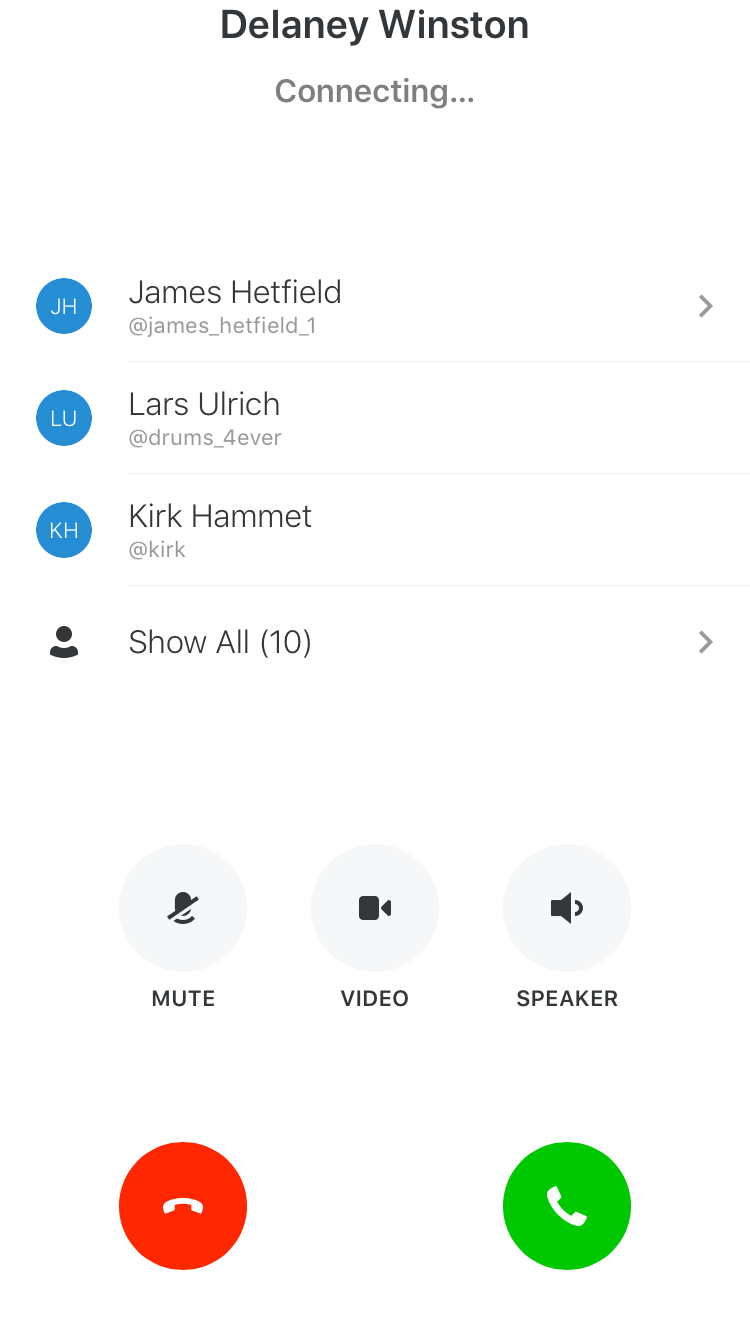 Delaney Winston
Connecting...
JH
James Hetfield
@james_hetfield_1
LU
Lars Ulrich
@drums_4ever
KH
Kirk Hammet
@kirk
Show All (10)
MUTE
VIDEO
SPEAKER